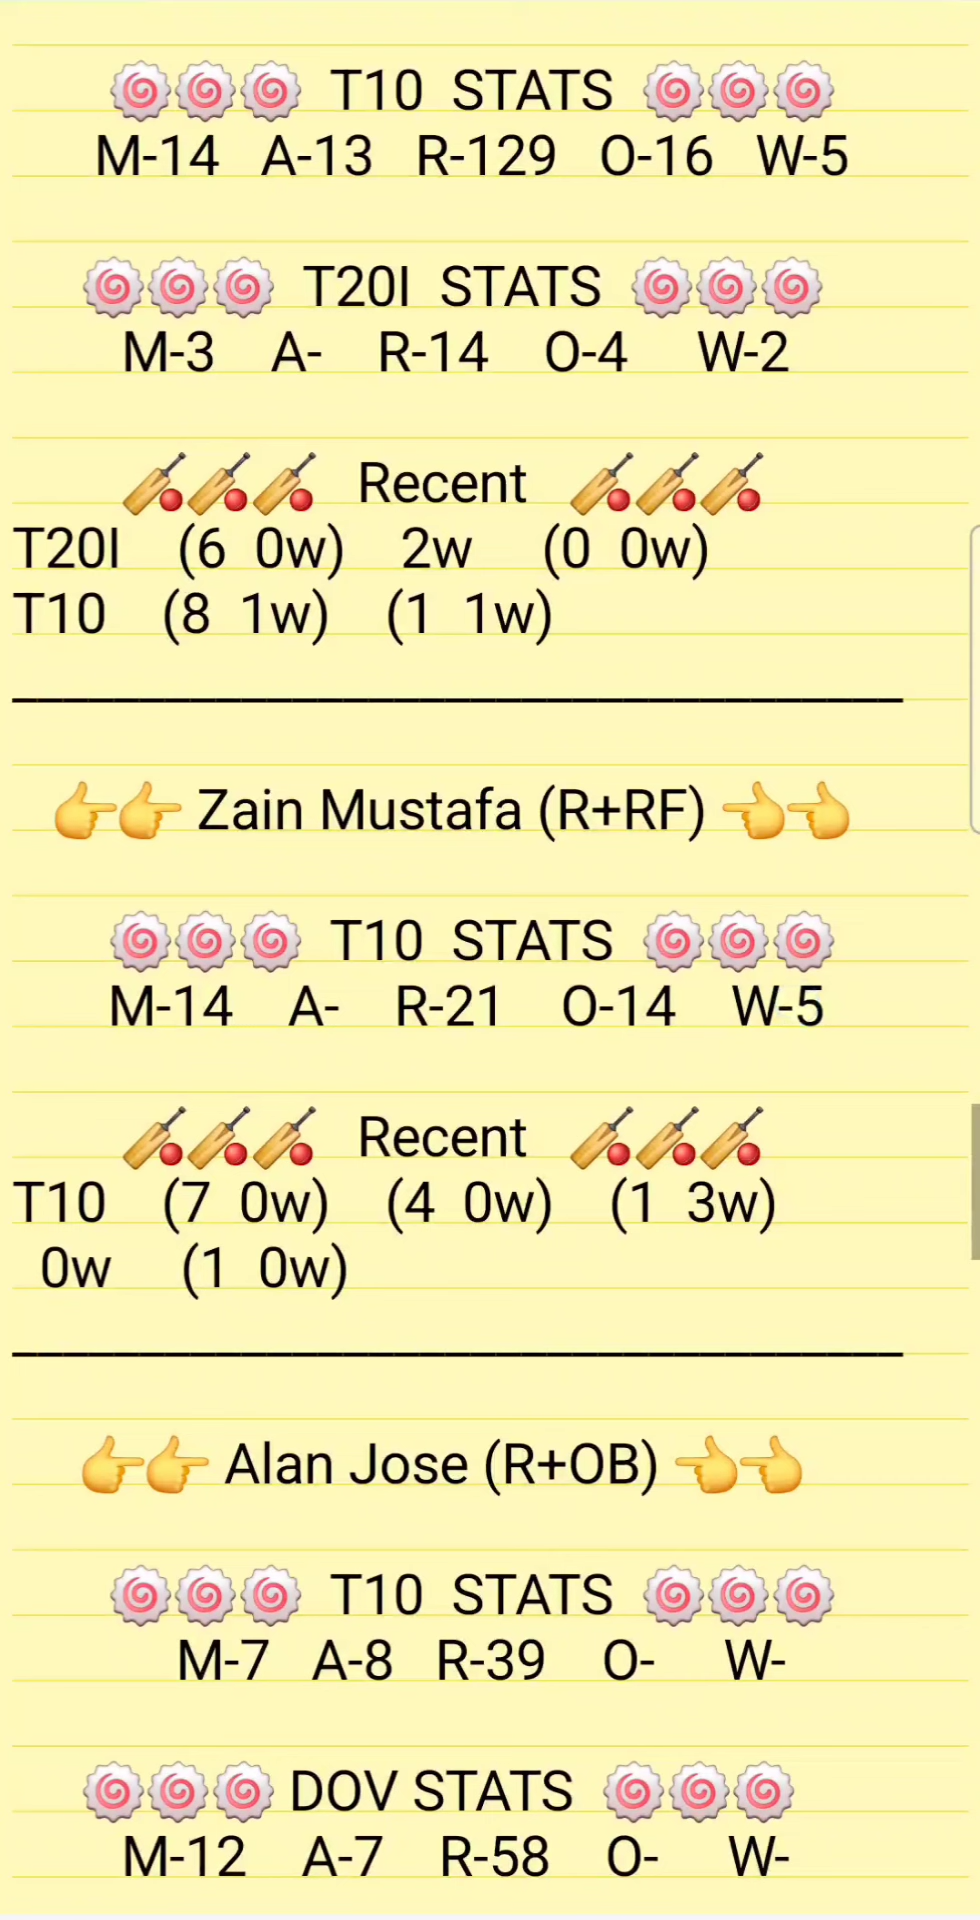 🍥🍥🍥 T10 STATS 🍥🍥🍥
M-14 A-13 R-129 O-16 W-5
🍥🍥🍥 T20I STATS 🍥🍥🍥
M-3 A- R-14 O-4 W-2
🏏🏏🏏 Recent 🏏🏏🏏
T20I (6 0w) 2w (0 0w)
T10 (8 1w) (1 1w)
👉👉 Zain Mustafa (R+RF) 👈👈
🍥🍥🍥 T10 STATS 🍥🍥🍥
M-14 A- R-21 O-14 W-5
🏏🏏🏏 Recent 🏏🏏🏏
T10 (7 0w) (4 0w) (1 3w)
0w (1 0w)
👉👉 Alan Jose (R+OB) 👈👈
🍥🍥🍥 T10 STATS 🍥🍥🍥
M-7 A-8 R-39 O- W-
🍥🍥🍥 DOV STATS 🍥🍥🍥
M-12 A-7 R-58 O- W-